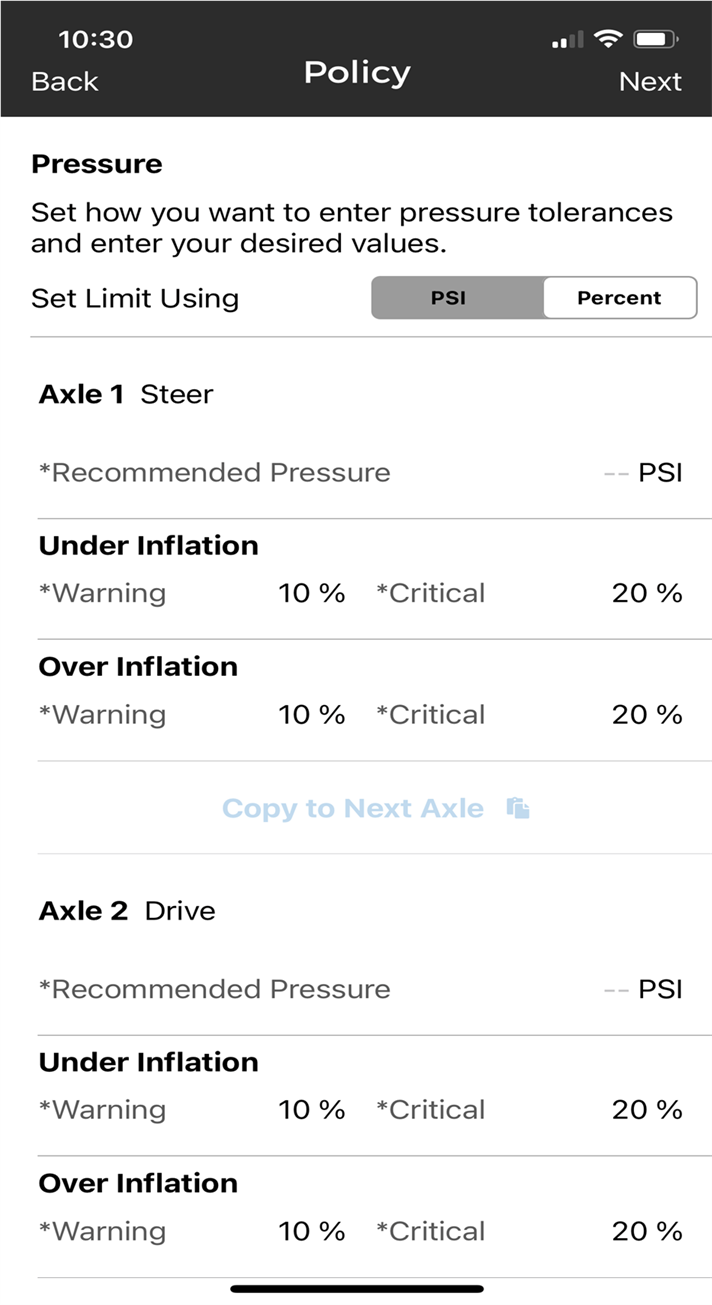 10:30
Back Policy Next
Pressure
Set how you want to enter pressure tolerances
and enter your desired values.
Set Limit Using PSI Percent
Axle 1 Steer
*Recommended Pressure -- PSI
Under Inflation
*Warning 10 % *Critical 20 %
Over Inflation
*Warning 10 % *Critical 20 %
Copy to Next Axle
Axle 2 Drive
*Recommended Pressure -- PSI
Under Inflation
*Warning 10 % *Critical 20 %
Over Inflation
*Warning 10 % *Critical 20 %